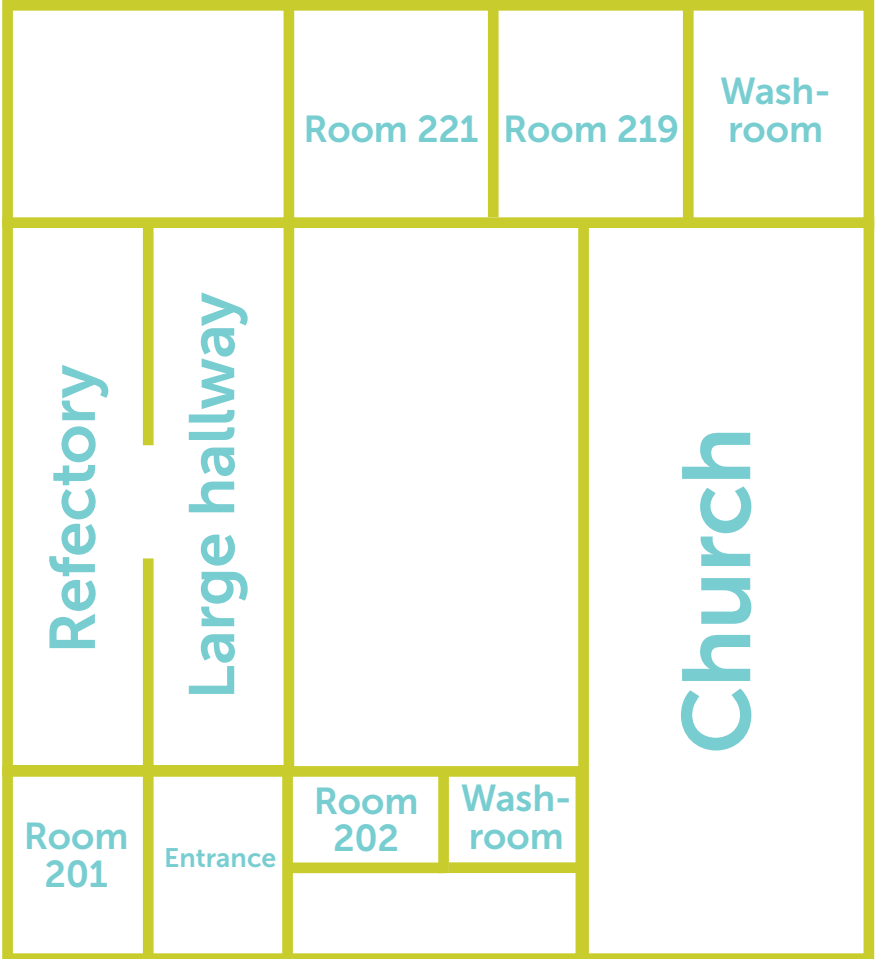 Room 221
Room 219
Wash-
room
Refectory
Large hallway
Church
Room
201
Entrance
Room
202
Wash-
room